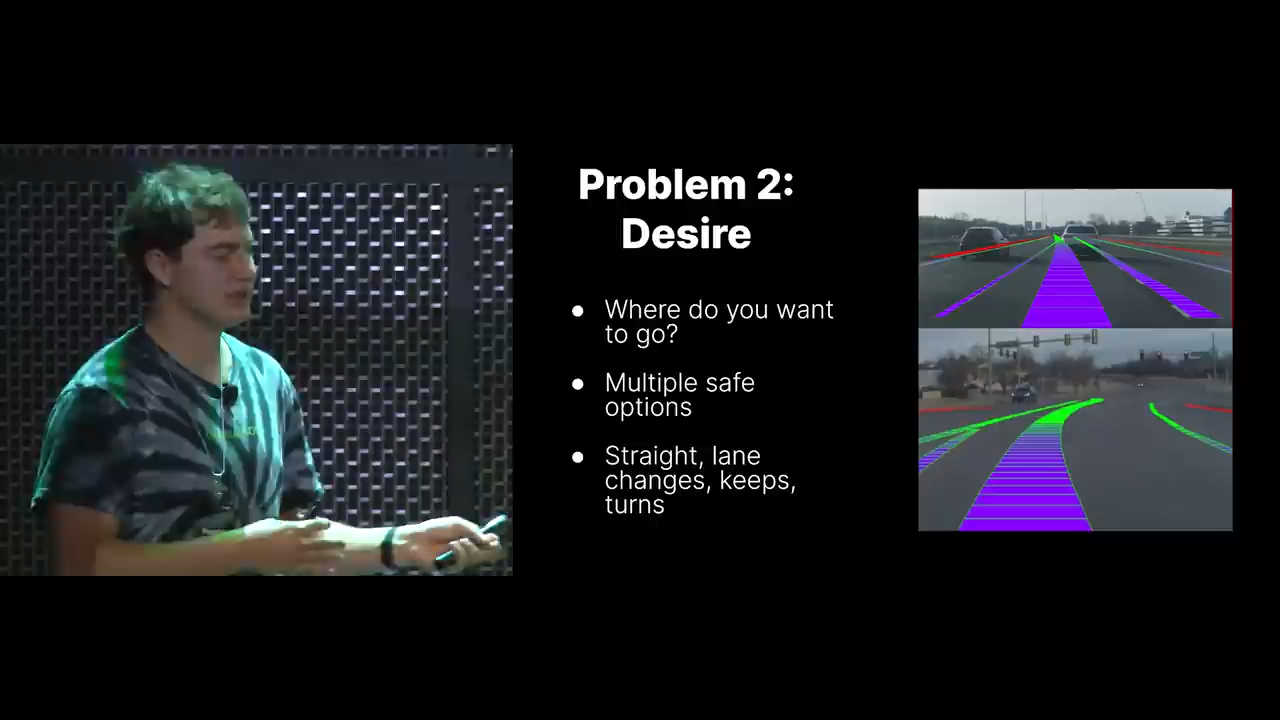 Problem 2:
Desire
● Where do you want
to go?
● Multiple safe
options
● Straight, lane
changes, keeps,
turns